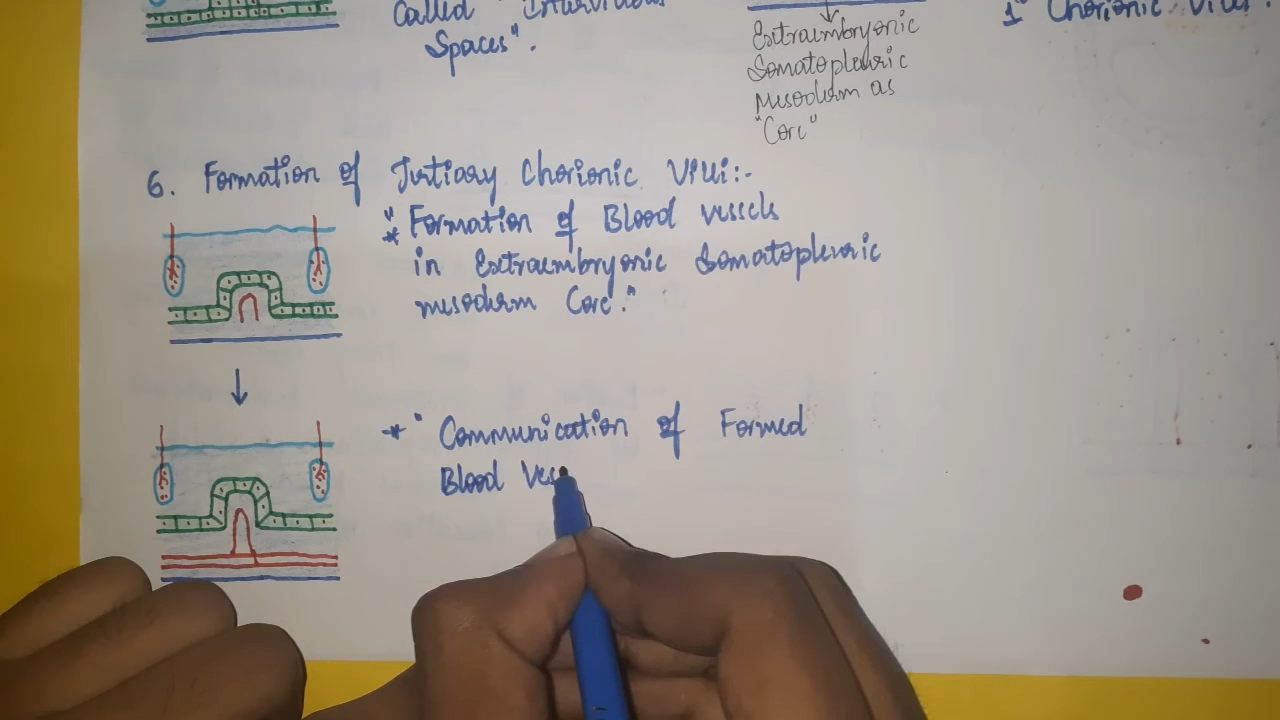 Called "Intervillous
Spaces".
Extraembryonic
Somatopleuric
Mesoderm as
"Core"
1° Chorionic Villi.
6. Formation of Tertiary Chorionic Villi:-
* "Formation of Blood vessels
in Extraembryonic Somatopleuric
mesoderm Core."
* " Communication of Formed
Blood Ves